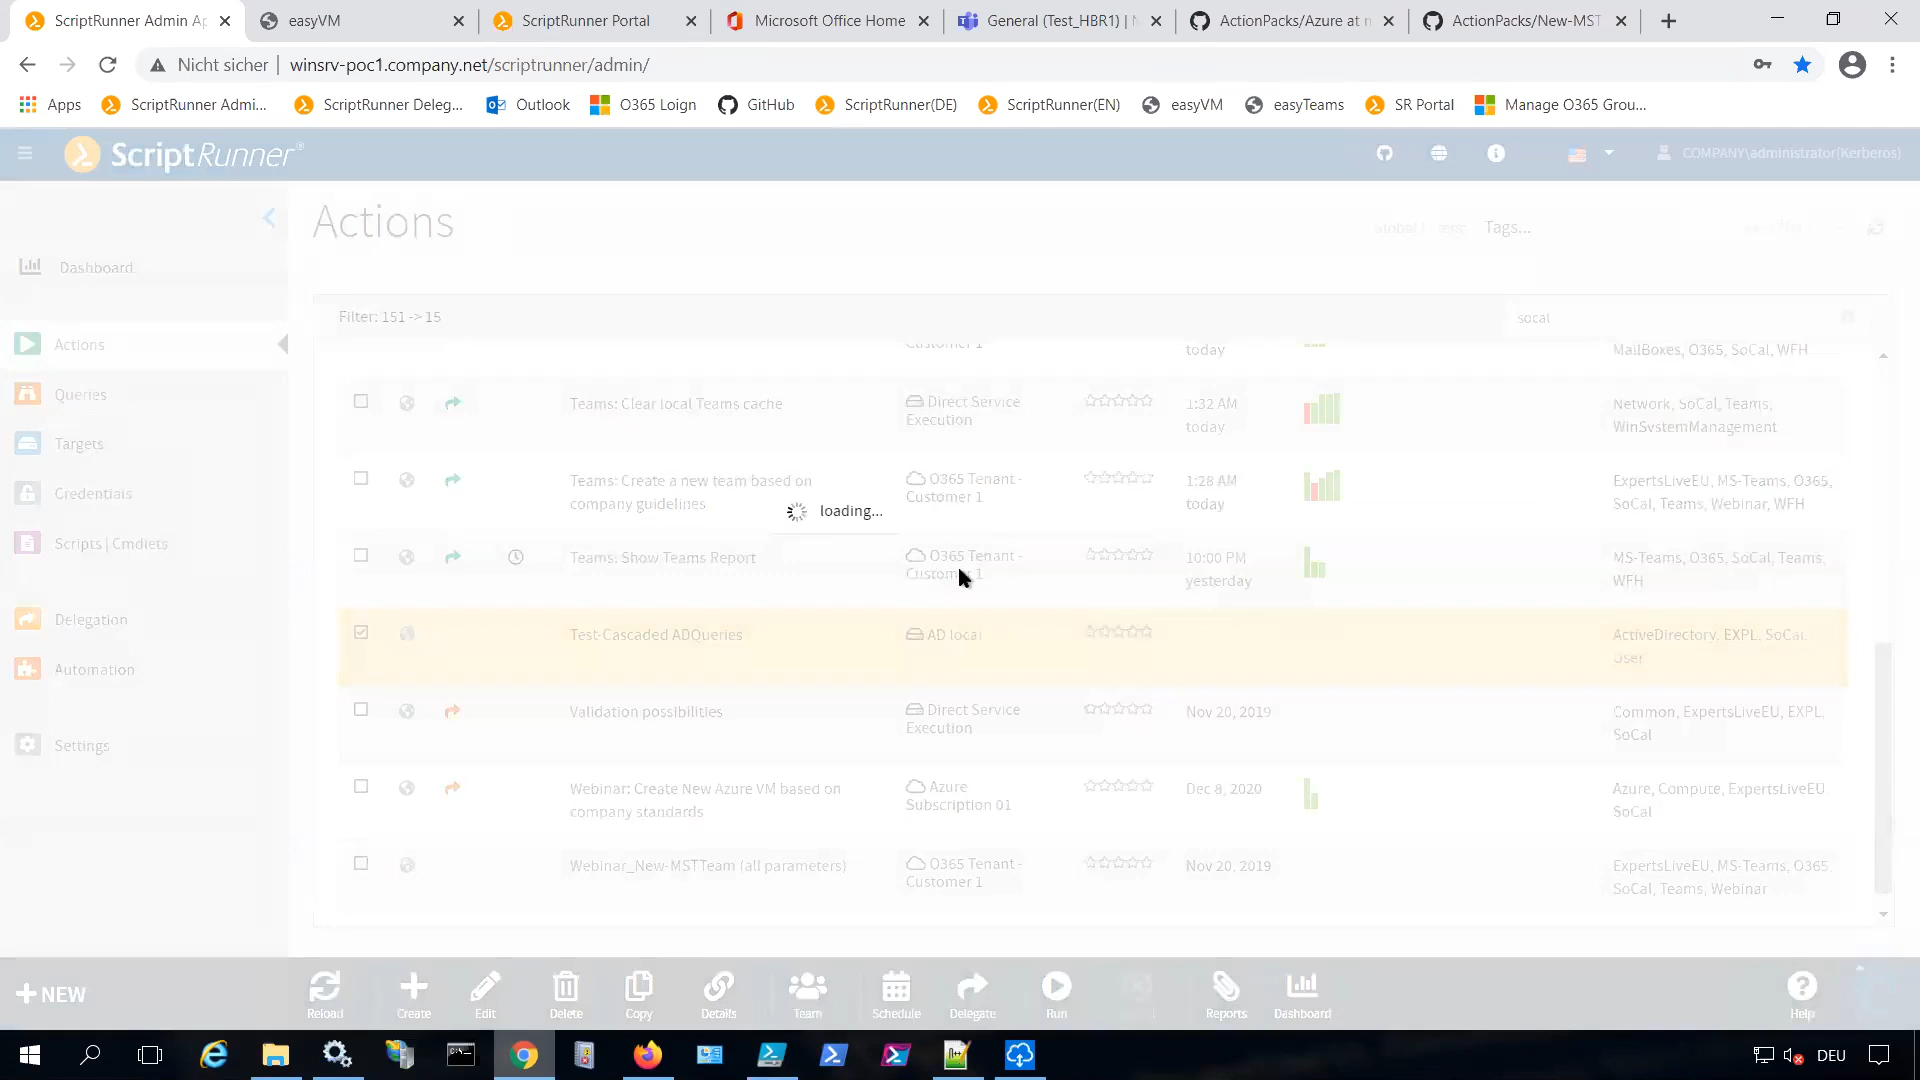 ScriptRunner Admin Ap
easyVM
ScriptRunner Portal
Microsoft Office Home
General (Test_HBR1) |
ActionPacks/Azure at
ActionPacks/New-MST
Nicht sicher
winsrv-poc1.company.net/scriptrunner/admin/
Apps
ScriptRunner Admi...
ScriptRunner Deleg...
Outlook
O365 Loign
GitHub
ScriptRunner(DE)
ScriptRunner(EN)
easyVM
easyTeams
SR Portal
Manage O365 Grou...
ScriptRunner®
COMPANY\administrator(Kerberos)
Actions
Tags...
Dashboard
Actions
Queries
Targets
Credentials
Scripts | Cmdlets
Delegation
Automation
Settings
Filter: 151 -> 15
socal
Customer 1
today
MailBoxes, O365, SoCal, WFH
Teams: Clear local Teams cache
Direct Service
Execution
1:32 AM
today
Network, SoCal, Teams,
WinSystemManagement
Teams: Create a new team based on
company guidelines
O365 Tenant -
Customer 1
1:28 AM
today
ExpertsLiveEU, MS-Teams, O365,
SoCal, Teams, Webinar, WFH
loading...
Teams: Show Teams Report
O365 Tenant -
Customer 1
10:00 PM
yesterday
MS-Teams, O365, SoCal, Teams,
WFH
Test-Cascaded ADQueries
AD local
ActiveDirectory, EXPL, SoCal,
User
Validation possibilities
Direct Service
Execution
Nov 20, 2019
Common, ExpertsLiveEU, EXPL,
SoCal
Webinar: Create New Azure VM based on
company standards
Azure
Subscription 01
Dec 8, 2020
Azure, Compute, ExpertsLiveEU,
SoCal
Webinar_New-MSTTeam (all parameters)
O365 Tenant -
Customer 1
Nov 20, 2019
ExpertsLiveEU, MS-Teams, O365,
SoCal, Teams, Webinar
NEW
Reload
Create
Edit
Delete
Copy
Details
Team
Schedule
Delegate
Run
Reports
Dashboard
Help
DEU